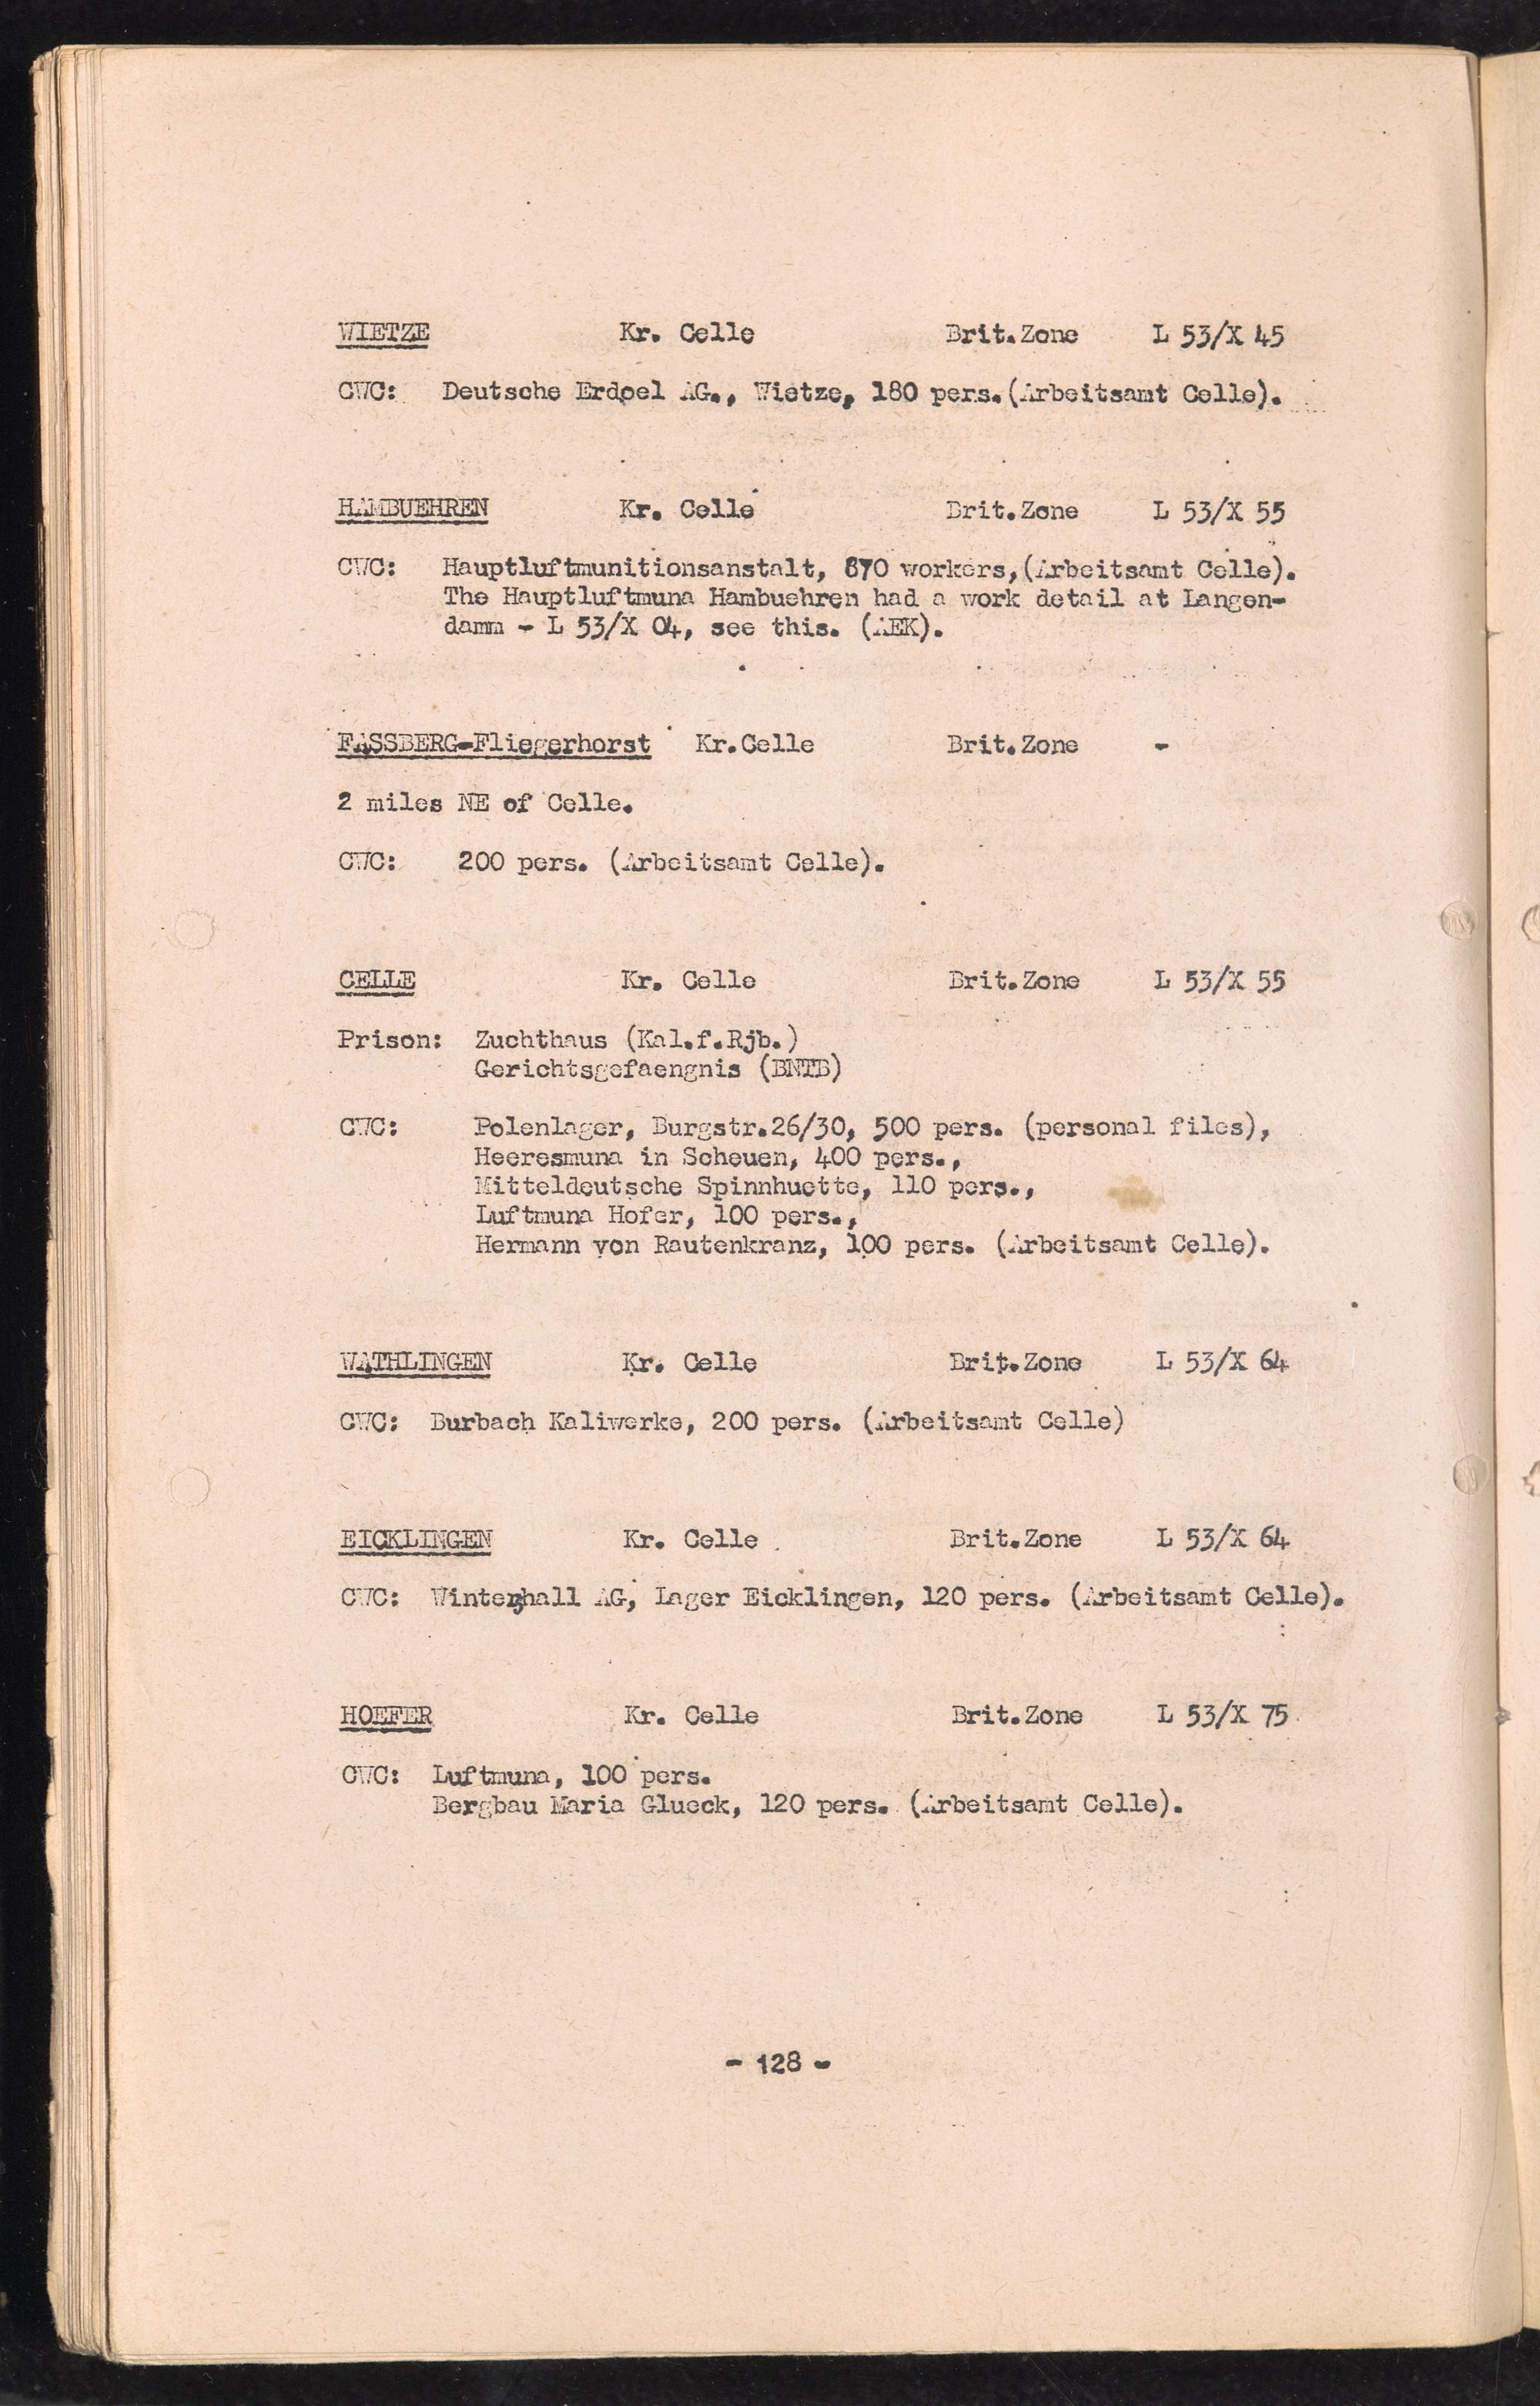 WIETZE Kr. Celle Brit.Zone L 53/X 45
CWC: Deutsche Erdoel AG., Wietze, 180 pers.(Arbeitsamt Celle).
HAMBUEHREN Kr. Celle Brit.Zone L 53/X 55
CWC: Hauptluftmunitionsanstalt, 870 workers,(Arbeitsamt Celle).
The Hauptluftmuna Hambuehren had a work detail at Langen-
damm - L 53/X 04, see this. (AEK).
FASSBERG-Fliegerhorst Kr.Celle Brit.Zone -
2 miles NE of Celle.
CWC: 200 pers. (Arbeitsamt Celle).
CELLE Kr. Celle Brit.Zone L 53/X 55
Prison: Zuchthaus (Kal.f.Rjb.)
Gerichtsgefaengnis (BNTB)
CWC: Polenlager, Burgstr.26/30, 500 pers. (personal files),
Heeresmuna in Scheuen, 400 pers.,
Mitteldeutsche Spinnhuette, 110 pers.,
Luftmuna Hofer, 100 pers.,
Hermann von Rautenkranz, 100 pers. (Arbeitsamt Celle).
WATHLINGEN Kr. Celle Brit.Zone L 53/X 64
CWC: Burbach Kaliwerke, 200 pers. (Arbeitsamt Celle)
EICKLINGEN Kr. Celle Brit.Zone L 53/X 64
CWC: Wintershall AG, Lager Eicklingen, 120 pers. (Arbeitsamt Celle).
HOEFER Kr. Celle Brit.Zone L 53/X 75
CWC: Luftmuna, 100 pers.
Bergbau Maria Glueck, 120 pers. (Arbeitsamt Celle).
- 128 -